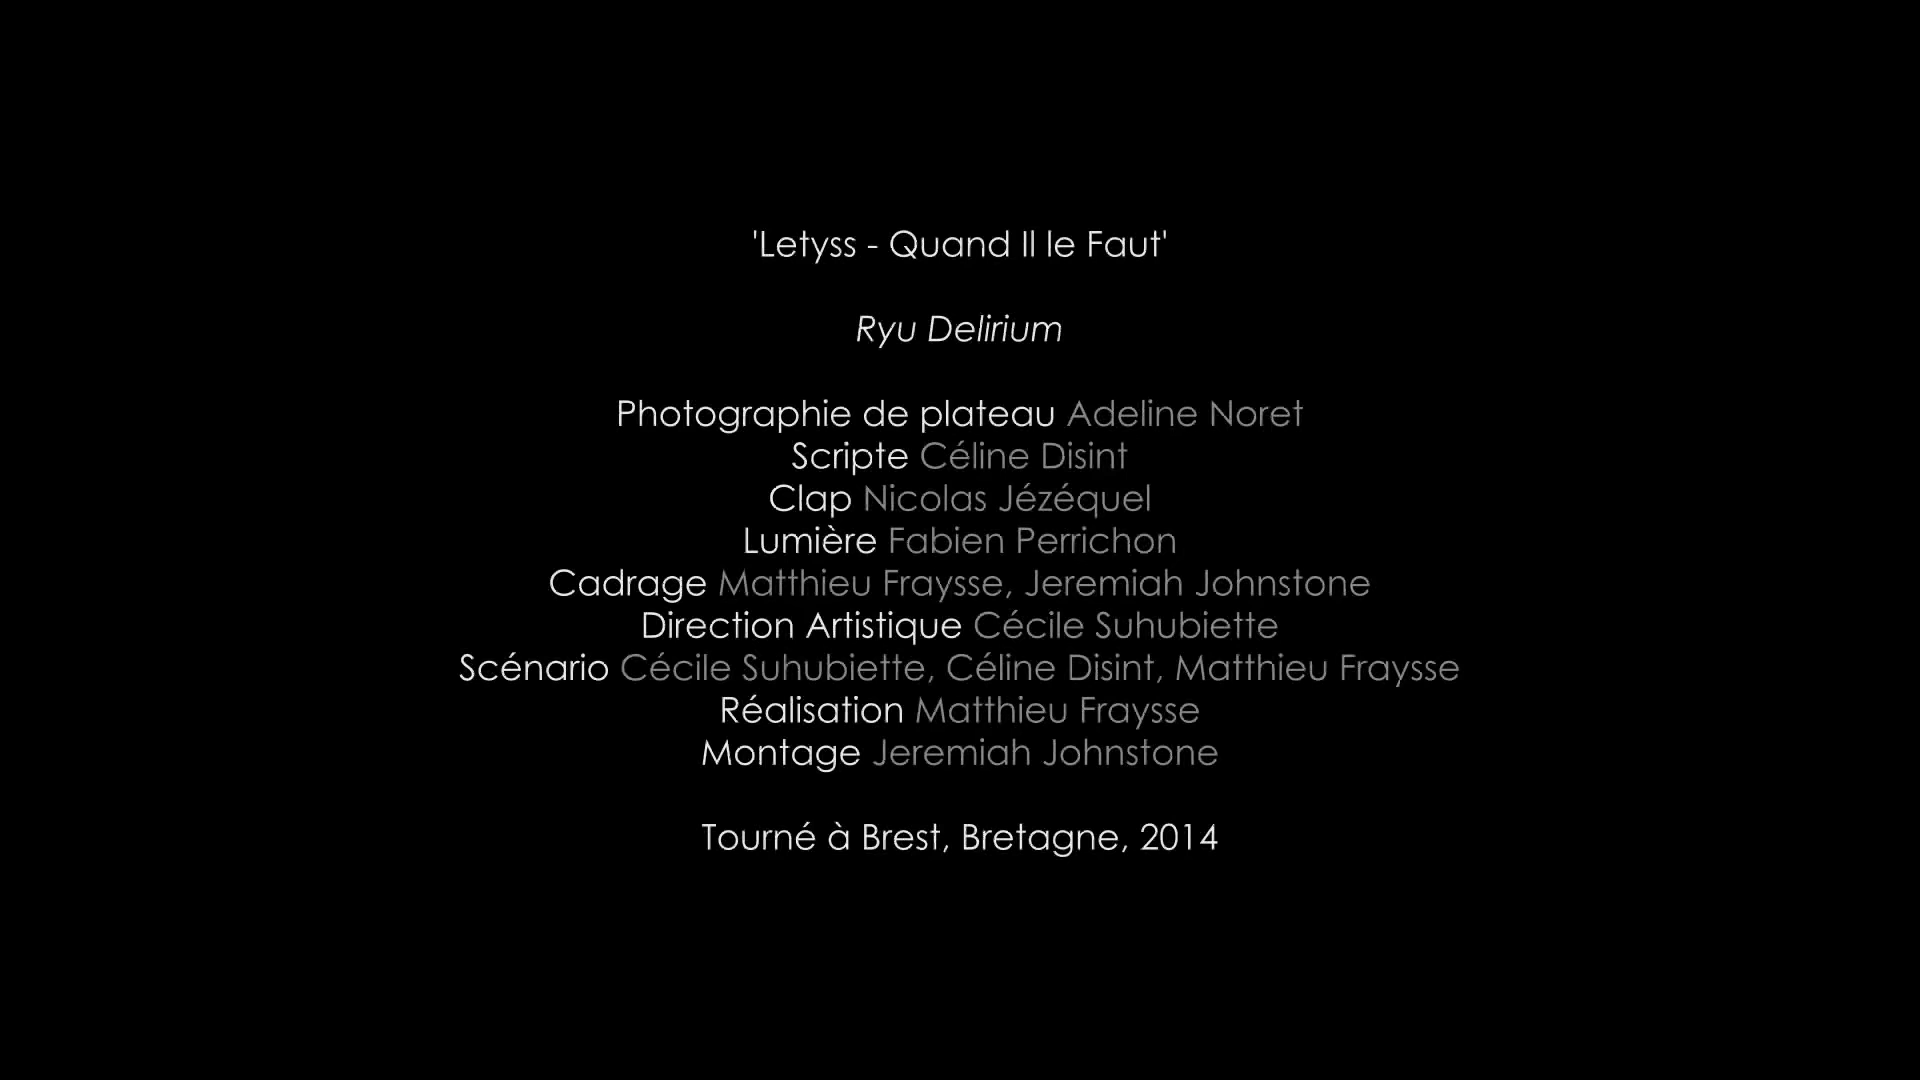 'Letyss - Quand Il le Faut'
Ryu Delirium
Photographie de plateau Adeline Noret
Scripte Céline Disint
Clap Nicolas Jézéquel
Lumière Fabien Perrichon
Cadrage Matthieu Fraysse, Jeremiah Johnstone
Direction Artistique Cécile Suhubiette
Scénario Cécile Suhubiette, Céline Disint, Matthieu Fraysse
Réalisation Matthieu Fraysse
Montage Jeremiah Johnstone
Tourné à Brest, Bretagne, 2014